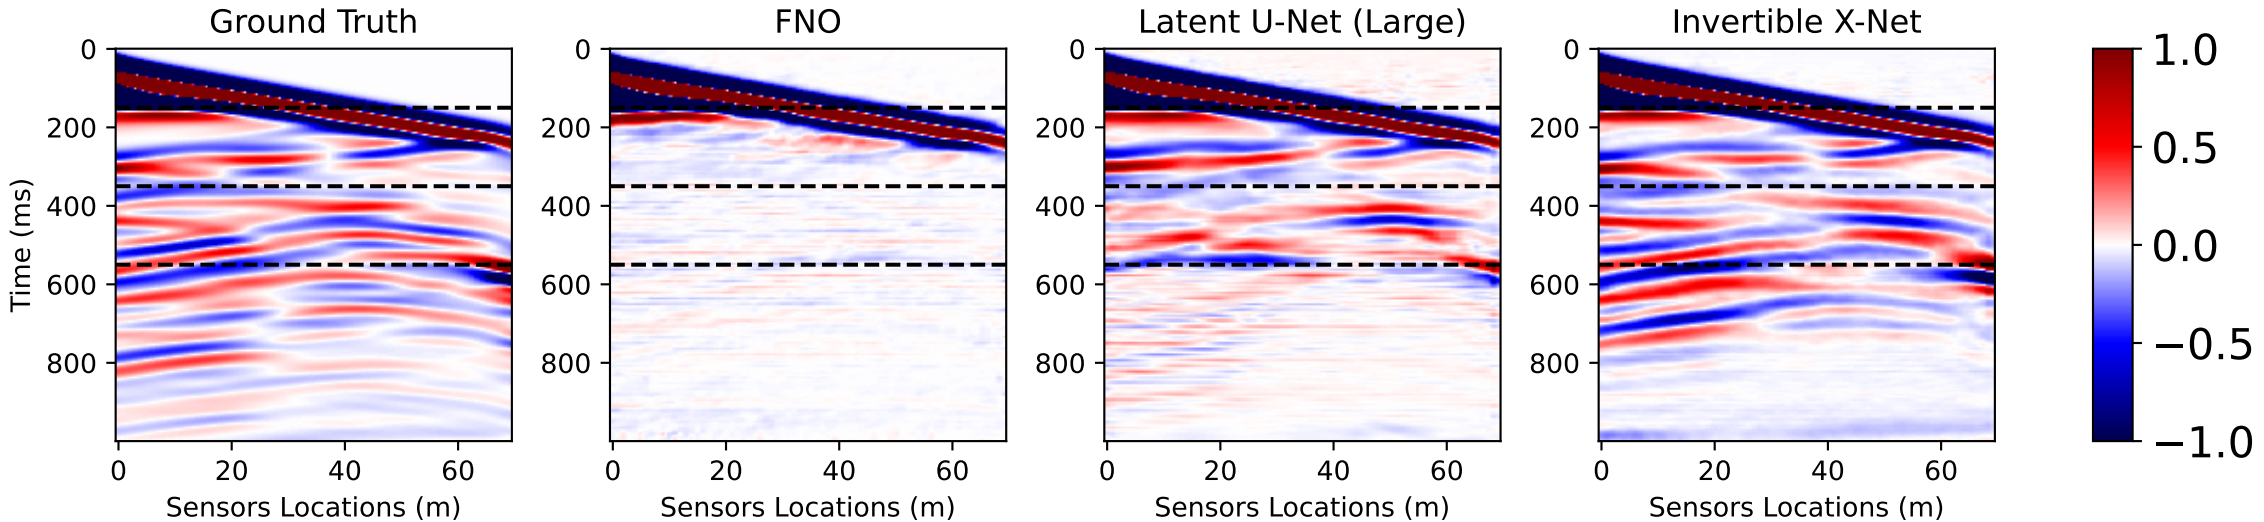 Ground Truth
FNO
Latent U-Net (Large)
Invertible X-Net
Time (ms)
0
200
400
600
800
0 20 40 60
Sensors Locations (m)
0
200
400
600
800
0 20 40 60
Sensors Locations (m)
0
200
400
600
800
0 20 40 60
Sensors Locations (m)
0
200
400
600
800
0 20 40 60
Sensors Locations (m)
1.0
0.5
0.0
−0.5
−1.0